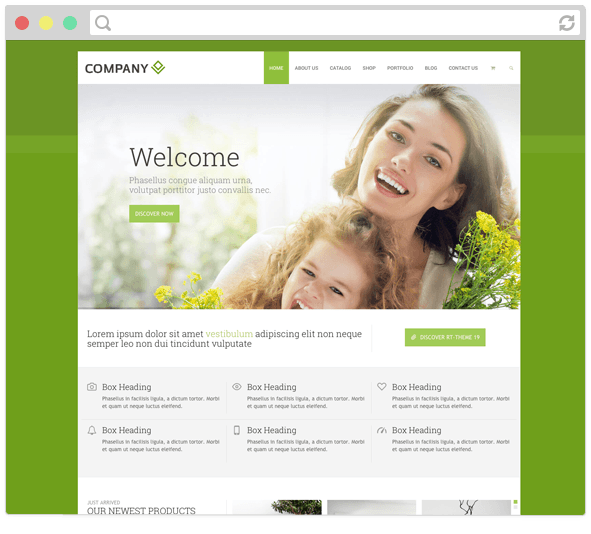 COMPANY
HOME ABOUT US CATALOG SHOP PORTFOLIO BLOG CONTACT US
Welcome
Phasellus congue aliquam urna,
volutpat porttitor justo convallis nec.
DISCOVER NOW
Lorem ipsum dolor sit amet vestibulum adipiscing elit non neque
semper leo non dui tincidunt vulputate
DISCOVER RT-THEME 19
Box Heading
Phasellus in facilisis ligula, a dictum tortor. Morbi
et quam ut neque luctus eleifend.
Box Heading
Phasellus in facilisis ligula, a dictum tortor. Morbi
et quam ut neque luctus eleifend.
Box Heading
Phasellus in facilisis ligula, a dictum tortor. Morbi
et quam ut neque luctus eleifend.
Box Heading
Phasellus in facilisis ligula, a dictum tortor. Morbi
et quam ut neque luctus eleifend.
Box Heading
Phasellus in facilisis ligula, a dictum tortor. Morbi
et quam ut neque luctus eleifend.
Box Heading
Phasellus in facilisis ligula, a dictum tortor. Morbi
et quam ut neque luctus eleifend.
JUST ARRIVED
OUR NEWEST PRODUCTS